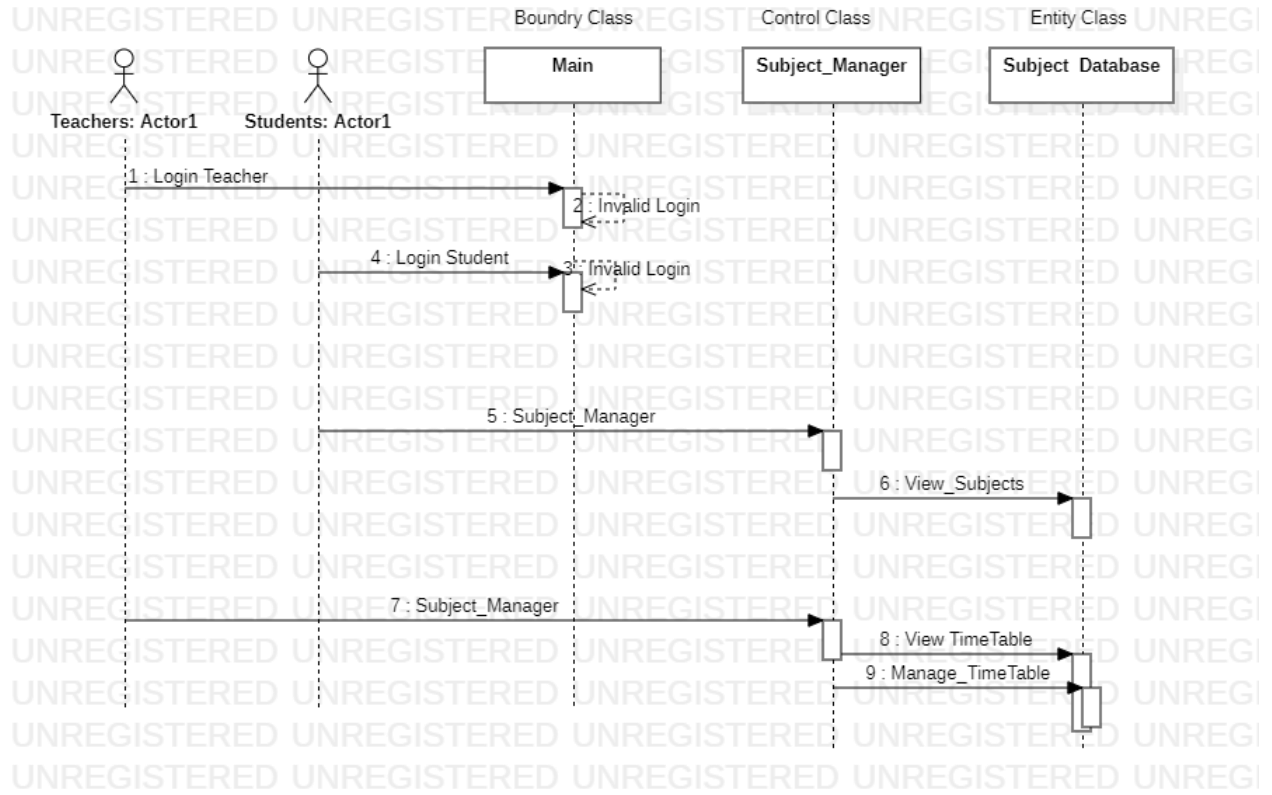 Boundry Class
Control Class
Entity Class
Main
Subject_Manager
Subject Database
Teachers: Actor1
Students: Actor1
1 : Login Teacher
2 : Invalid Login
4 : Login Student
3 : Invalid Login
5 : Subject_Manager
6 : View_Subjects
7 : Subject_Manager
8 : View TimeTable
9 : Manage_TimeTable
UNREGISTERED